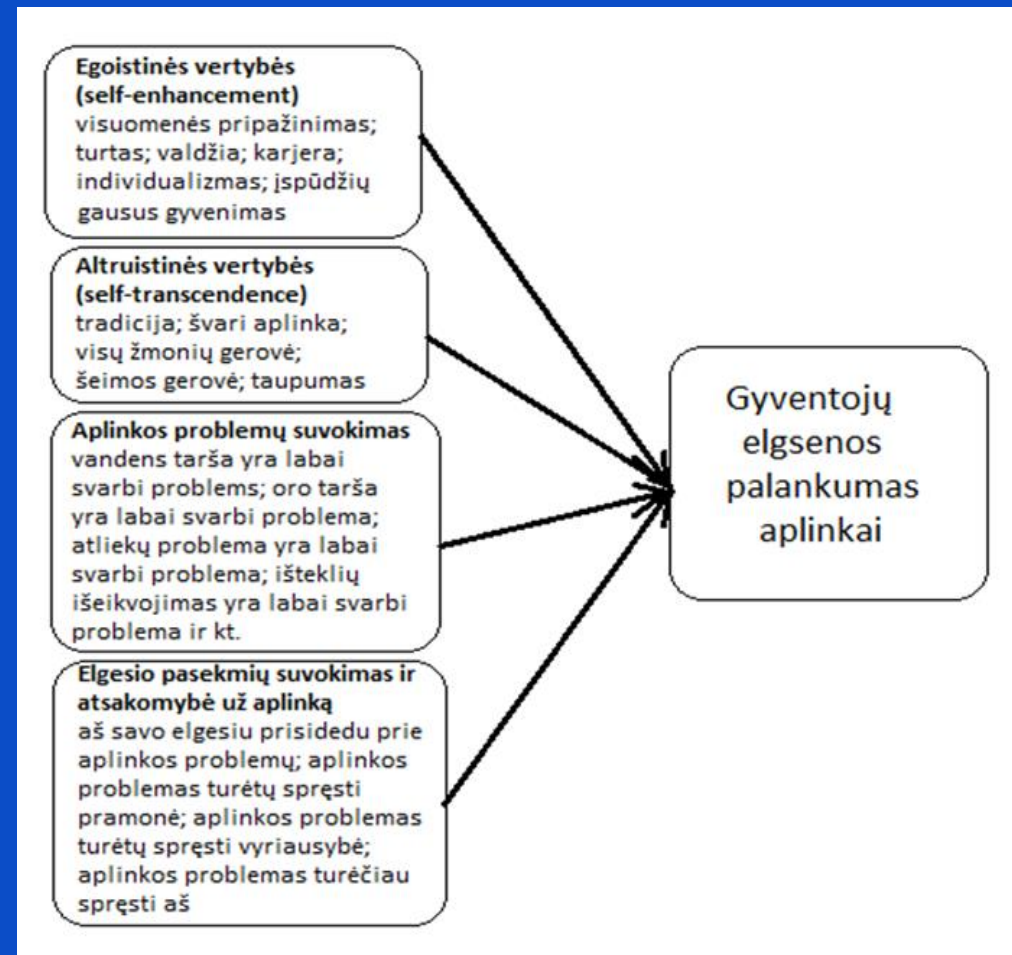 Egoistinės vertybės
(self-enhancement)
visuomenės pripažinimas;
turtas; valdžia; karjera;
individualizmas; įspūdžių
gausus gyvenimas
Altruistinės vertybės
(self-transcendence)
tradicija; švari aplinka;
visų žmonių gerovė;
šeimos gerovė; taupumas
Aplinkos problemų suvokimas
vandens tarša yra labai
svarbi problems; oro tarša
yra labai svarbi problema;
atliekų problema yra labai
svarbi problema; išteklių
išeikvojimas yra labai svarbi
problema ir kt.
Elgesio pasekmių suvokimas ir
atsakomybė už aplinką
aš savo elgesiu prisidedu prie
aplinkos problemų; aplinkos
problemas turėtų spręsti
pramonė; aplinkos problemas
turėtų spręsti vyriausybė;
aplinkos problemas turėčiau
spręsti aš
Gyventojų
elgsenos
palankumas
aplinkai